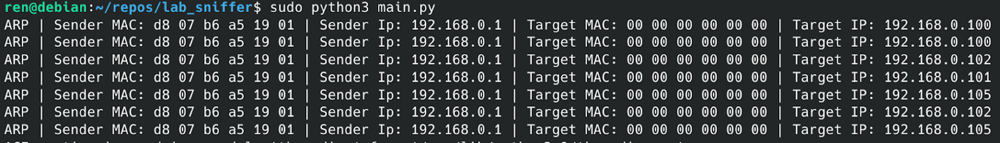 ren@debian:~/repos/lab_sniffer$ sudo python3 main.py
ARP | Sender MAC: d8 07 b6 a5 19 01 | Sender Ip: 192.168.0.1 | Target MAC: 00 00 00 00 00 00 | Target IP: 192.168.0.100
ARP | Sender MAC: d8 07 b6 a5 19 01 | Sender Ip: 192.168.0.1 | Target MAC: 00 00 00 00 00 00 | Target IP: 192.168.0.100
ARP | Sender MAC: d8 07 b6 a5 19 01 | Sender Ip: 192.168.0.1 | Target MAC: 00 00 00 00 00 00 | Target IP: 192.168.0.102
ARP | Sender MAC: d8 07 b6 a5 19 01 | Sender Ip: 192.168.0.1 | Target MAC: 00 00 00 00 00 00 | Target IP: 192.168.0.101
ARP | Sender MAC: d8 07 b6 a5 19 01 | Sender Ip: 192.168.0.1 | Target MAC: 00 00 00 00 00 00 | Target IP: 192.168.0.105
ARP | Sender MAC: d8 07 b6 a5 19 01 | Sender Ip: 192.168.0.1 | Target MAC: 00 00 00 00 00 00 | Target IP: 192.168.0.102
ARP | Sender MAC: d8 07 b6 a5 19 01 | Sender Ip: 192.168.0.1 | Target MAC: 00 00 00 00 00 00 | Target IP: 192.168.0.105